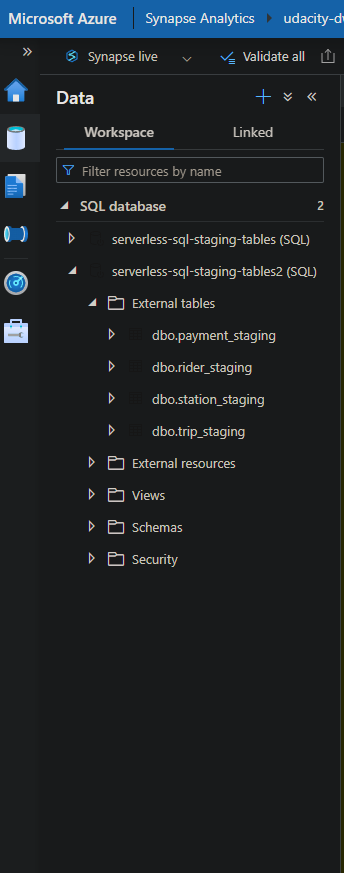 Microsoft Azure Synapse Analytics udacity-dw
Synapse live Validate all
Data
Workspace Linked
Filter resources by name
SQL database 2
serverless-sql-staging-tables (SQL)
serverless-sql-staging-tables2 (SQL)
External tables
dbo.payment_staging
dbo.rider_staging
dbo.station_staging
dbo.trip_staging
External resources
Views
Schemas
Security